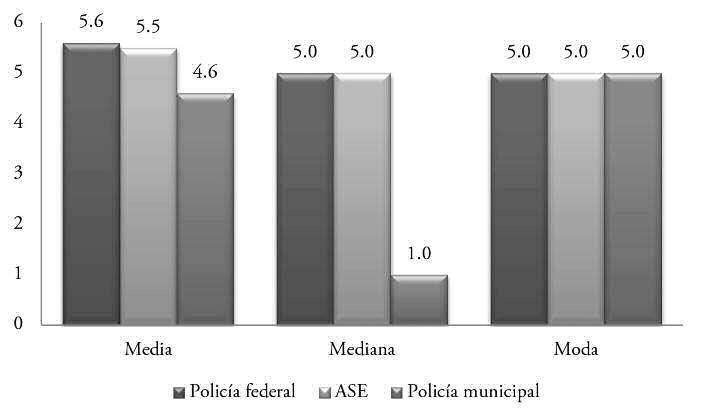 6
5
4
3
2
1
0
5.6
5.5
4.6
5.0
5.0
1.0
5.0
5.0
5.0
Media
Mediana
Moda
Policía federal
ASE
Policía municipal